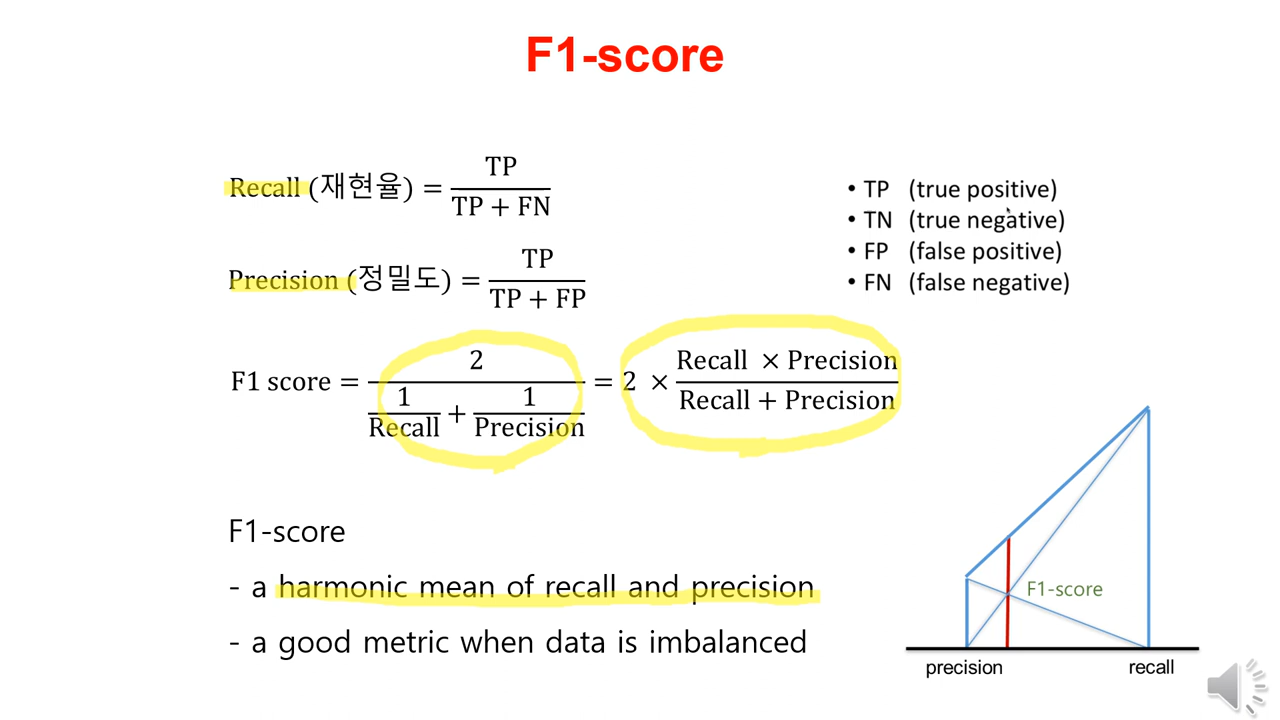 F1-score
Recall (재현율) = TP / TP + FN
Precision (정밀도) = TP / TP + FP
F1 score = 2 / 1 / Recall + 1 / Precision = 2 × Recall × Precision / Recall + Precision
• TP (true positive)
• TN (true negative)
• FP (false positive)
• FN (false negative)
F1-score
- a harmonic mean of recall and precision
- a good metric when data is imbalanced
F1-score
precision recall